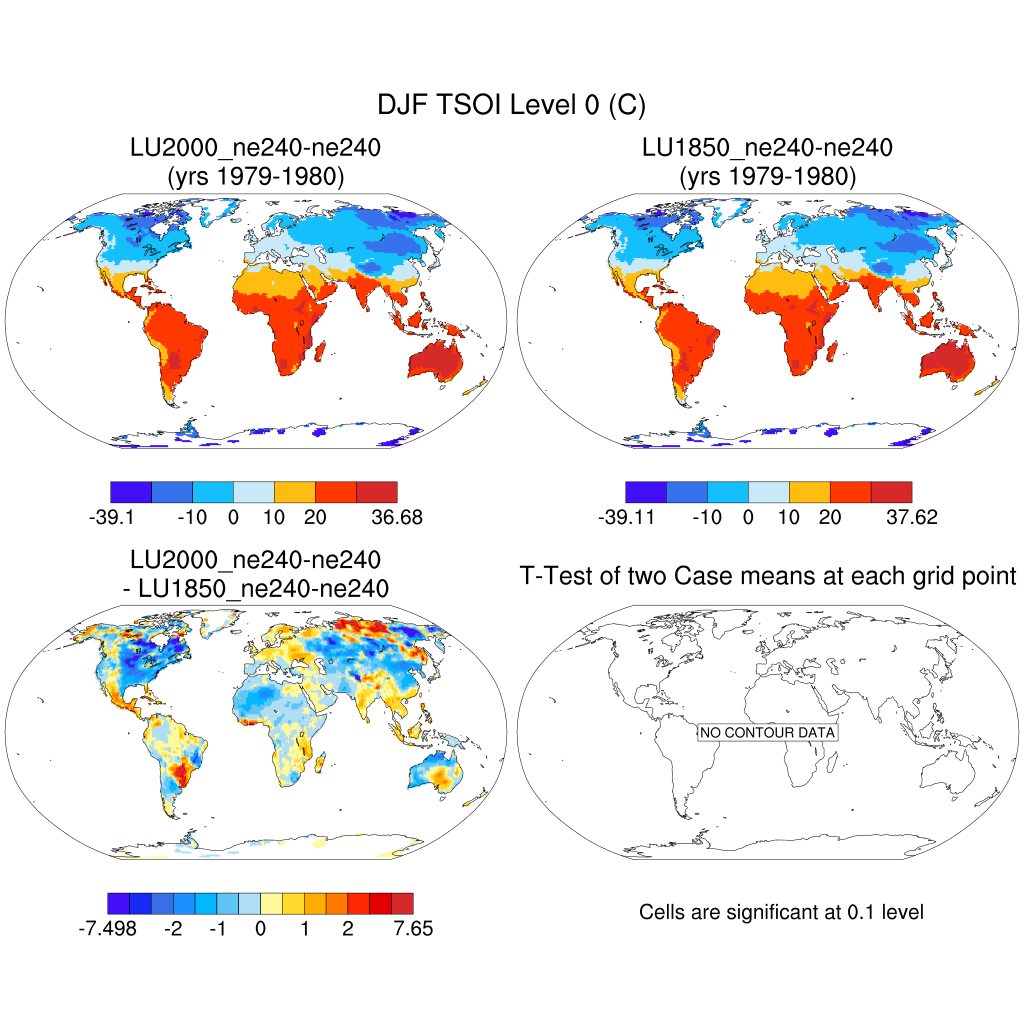 DJF TSOI Level 0 (C)
LU2000_ne240-ne240
(yrs 1979-1980)
LU1850_ne240-ne240
(yrs 1979-1980)
-39.1 -10 0 10 20 36.68
-39.11 -10 0 10 20 37.62
LU2000_ne240-ne240
- LU1850_ne240-ne240
T-Test of two Case means at each grid point
NO CONTOUR DATA
-7.498 -2 -1 0 1 2 7.65
Cells are significant at 0.1 level